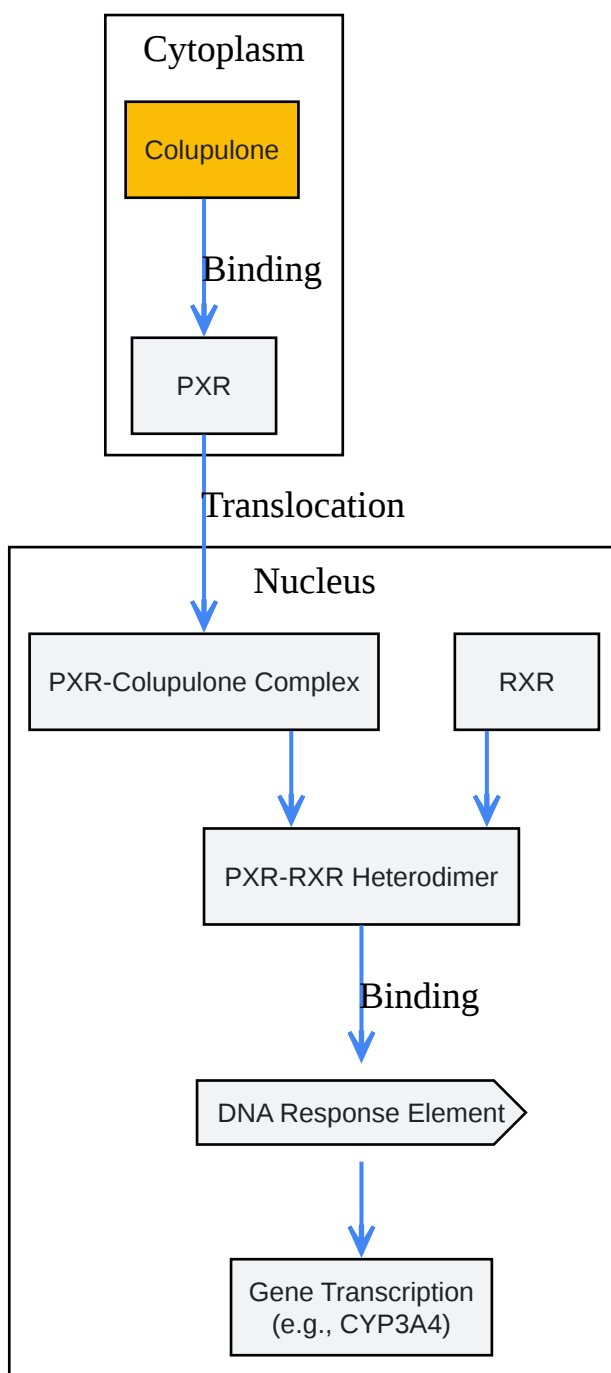 Cytoplasm
Colupulone
Binding
PXR
Translocation
Nucleus
PXR-Colupulone Complex
RXR
PXR-RXR Heterodimer
Binding
DNA Response Element
Gene Transcription
(e.g., CYP3A4)